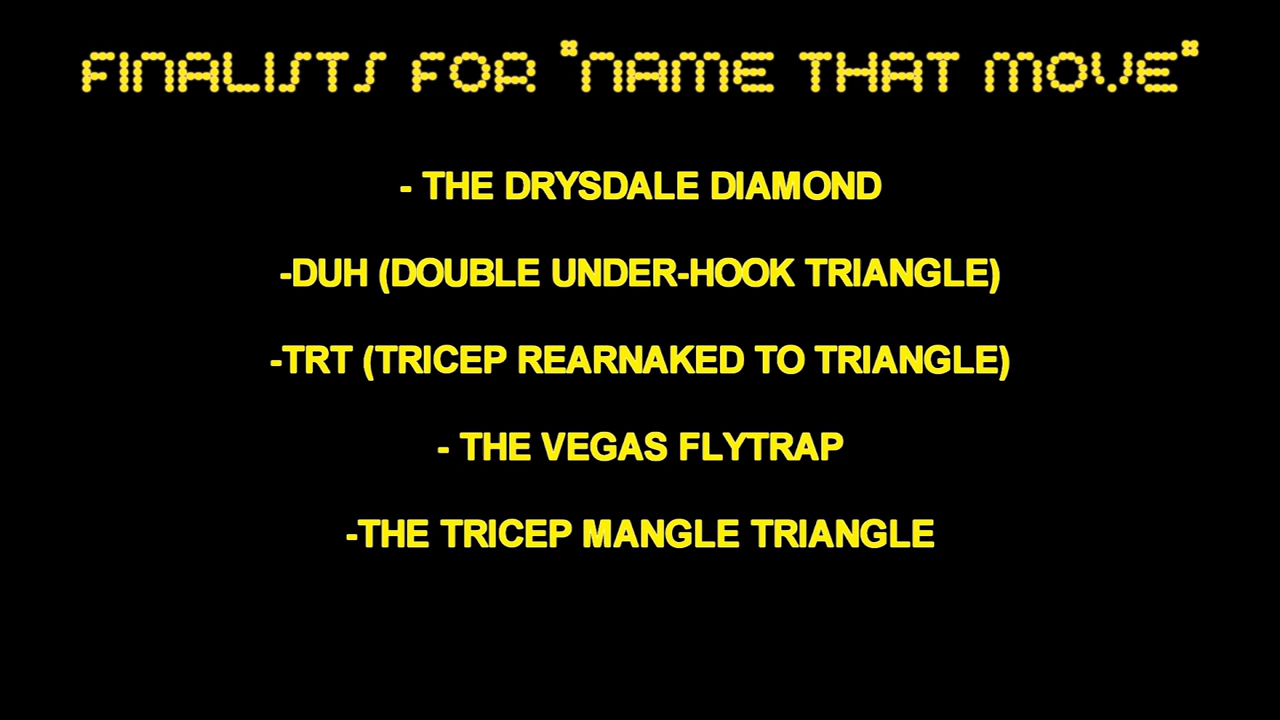 FINALISTS FOR "NAME THAT MOVE"
- THE DRYSDALE DIAMOND
-DUH (DOUBLE UNDER-HOOK TRIANGLE)
-TRT (TRICEP REARNAKED TO TRIANGLE)
- THE VEGAS FLYTRAP
-THE TRICEP MANGLE TRIANGLE